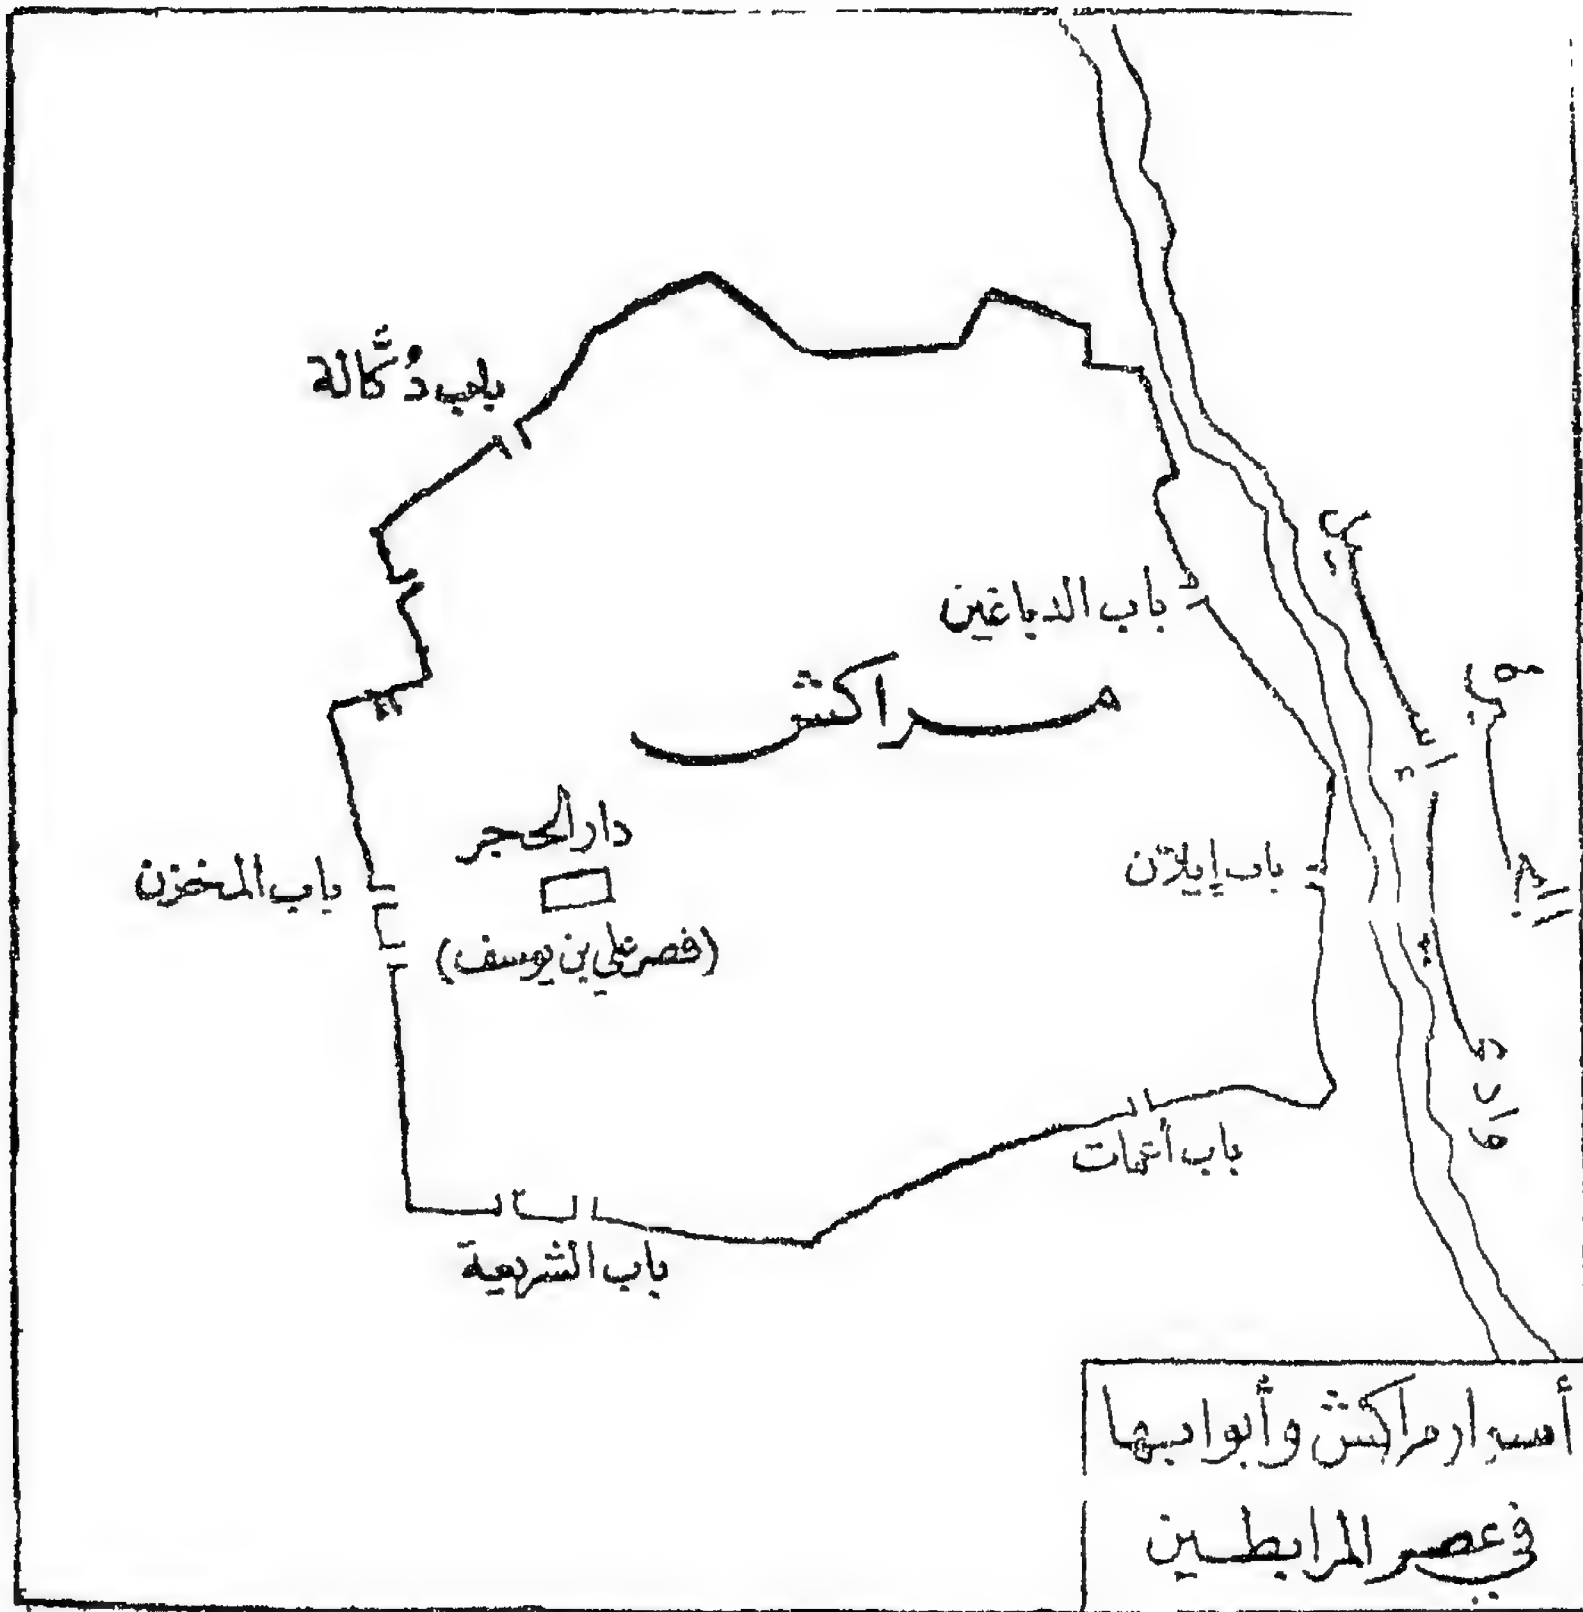 باب دُكَّالة
باب الدباغين
مراكش
دار الحجر
باب إيلان
باب المخزن
(قصر علي بن يوسف)
باب أغمات
باب الشريعة
أسوار مراكش وأبوابها
في عصر المرابطين